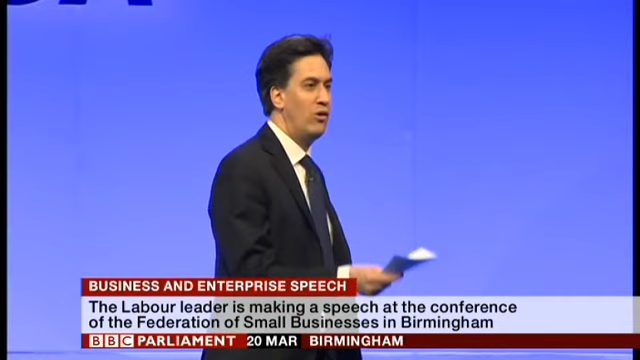 BUSINESS AND ENTERPRISE SPEECH
The Labour leader is making a speech at the conference
of the Federation of Small Businesses in Birmingham
BBC PARLIAMENT 20 MAR BIRMINGHAM